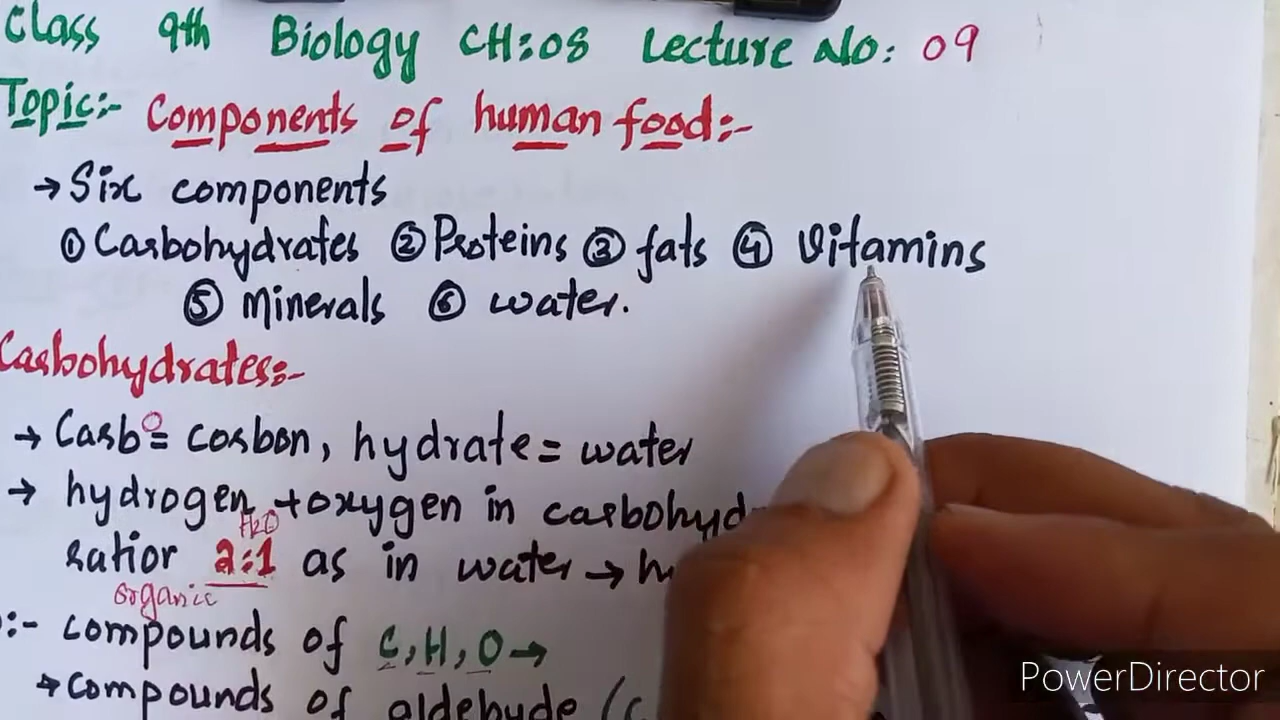 Class 9th Biology CH:08 Lecture No: 09
Topic:- Components of human food:-
→ Six components
① Carbohydrates ② Proteins ③ fats ④ Vitamins
⑤ minerals ⑥ water.
Carbohydrates:-
→ Carbo = carbon, hydrate = water
→ hydrogen + oxygen in
H2O
ratior 2:1 as in water →
organic
:- compounds of C, H, O →
→ compounds of aldehyde (
PowerDirector